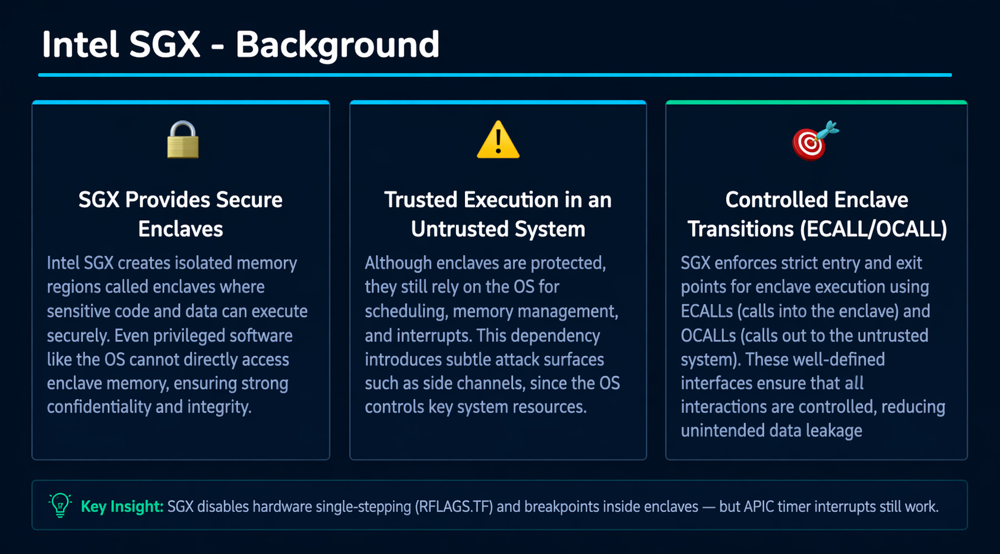 Intel SGX - Background
SGX Provides Secure
Enclaves
Intel SGX creates isolated memory
regions called enclaves where
sensitive code and data can execute
securely. Even privileged software
like the OS cannot directly access
enclave memory, ensuring strong
confidentiality and integrity.
Trusted Execution in an
Untrusted System
Although enclaves are protected,
they still rely on the OS for
scheduling, memory management,
and interrupts. This dependency
introduces subtle attack surfaces
such as side channels, since the OS
controls key system resources.
Controlled Enclave
Transitions (ECALL/OCALL)
SGX enforces strict entry and exit
points for enclave execution using
ECALLs (calls into the enclave) and
OCALLs (calls out to the untrusted
system). These well-defined
interfaces ensure that all
interactions are controlled, reducing
unintended data leakage
Key Insight: SGX disables hardware single-stepping (RFLAGS.TF) and breakpoints inside enclaves — but APIC timer interrupts still work.